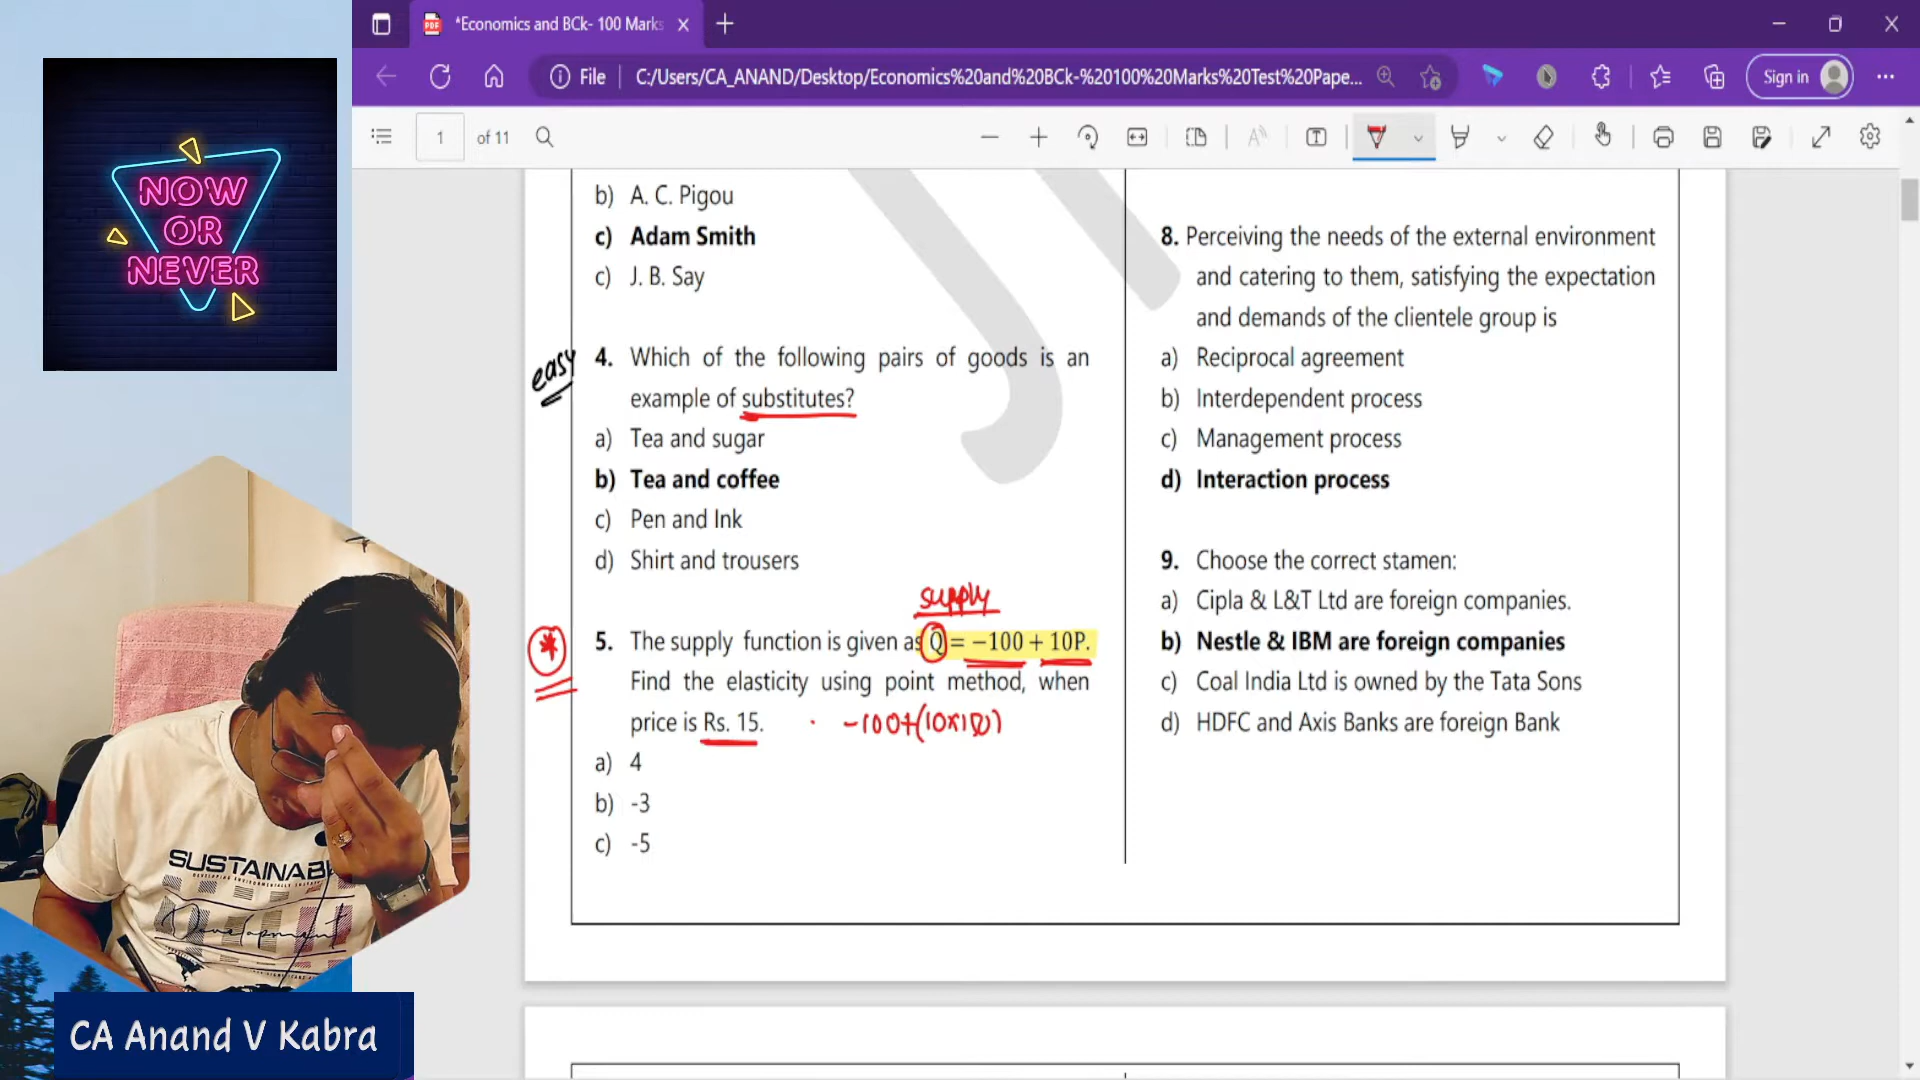 *Economics and BCk- 100 Marks
File
C:/Users/CA_ANAND/Desktop/Economics%20and%20BCk-%20100%20Marks%20Test%20Pape...
Sign in
1
of 11
NOW
OR
NEVER
b) A. C. Pigou
c) Adam Smith
c) J. B. Say
easy
4. Which of the following pairs of goods is an
example of substitutes?
a) Tea and sugar
b) Tea and coffee
c) Pen and Ink
d) Shirt and trousers
supply
5. The supply function is given as Q = −100 + 10P.
Find the elasticity using point method, when
price is Rs. 15.
a) 4
b) -3
c) -5
8. Perceiving the needs of the external environment
and catering to them, satisfying the expectation
and demands of the clientele group is
a) Reciprocal agreement
b) Interdependent process
c) Management process
d) Interaction process
9. Choose the correct stamen:
a) Cipla & L&T Ltd are foreign companies.
b) Nestle & IBM are foreign companies
c) Coal India Ltd is owned by the Tata Sons
d) HDFC and Axis Banks are foreign Bank
SUSTAINAB
Development
CA Anand V Kabra